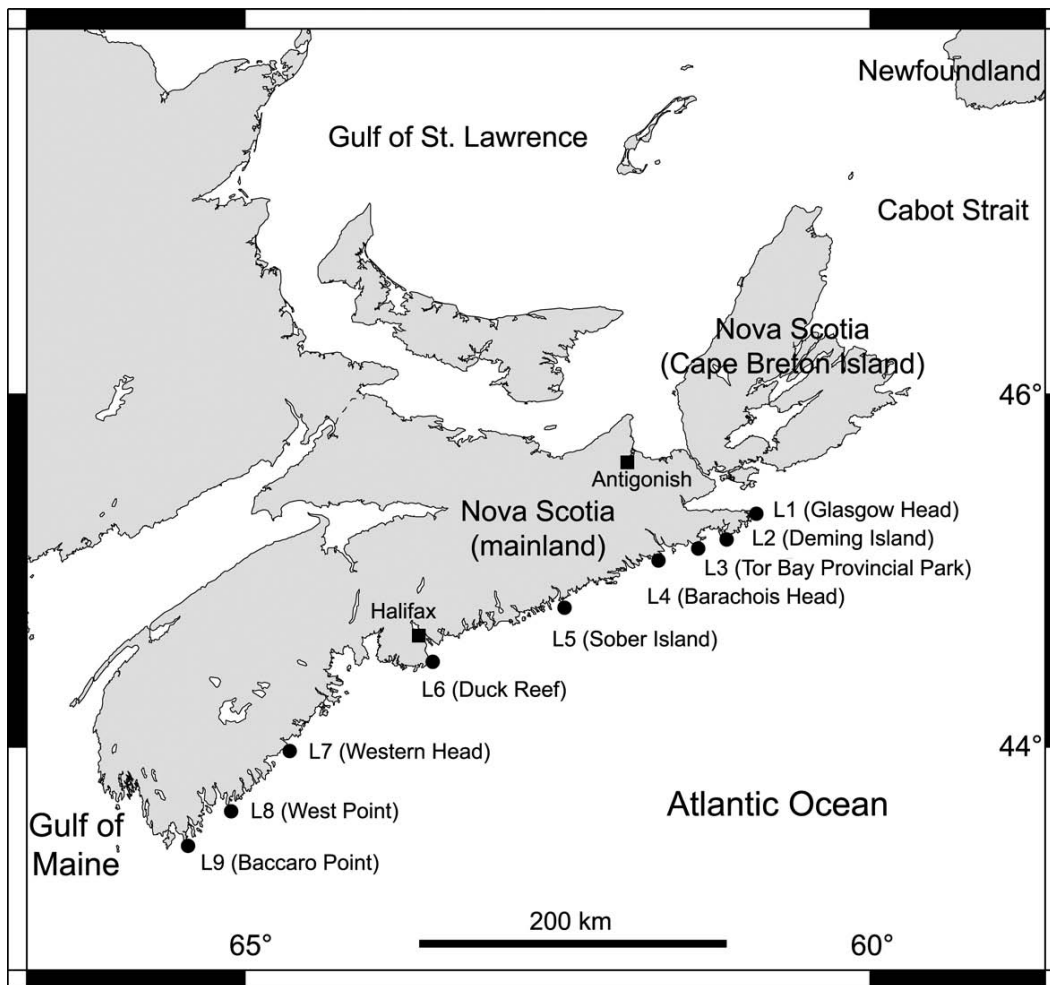 Newfoundland
Gulf of St. Lawrence
Cabot Strait
Nova Scotia
(Cape Breton Island)
46°
Antigonish
Nova Scotia
(mainland)
L1 (Glasgow Head)
L2 (Deming Island)
L3 (Tor Bay Provincial Park)
L4 (Barachois Head)
Halifax
L5 (Sober Island)
L6 (Duck Reef)
L7 (Western Head)
44°
Atlantic Ocean
L8 (West Point)
Gulf of
Maine
L9 (Baccaro Point)
200 km
65°
60°